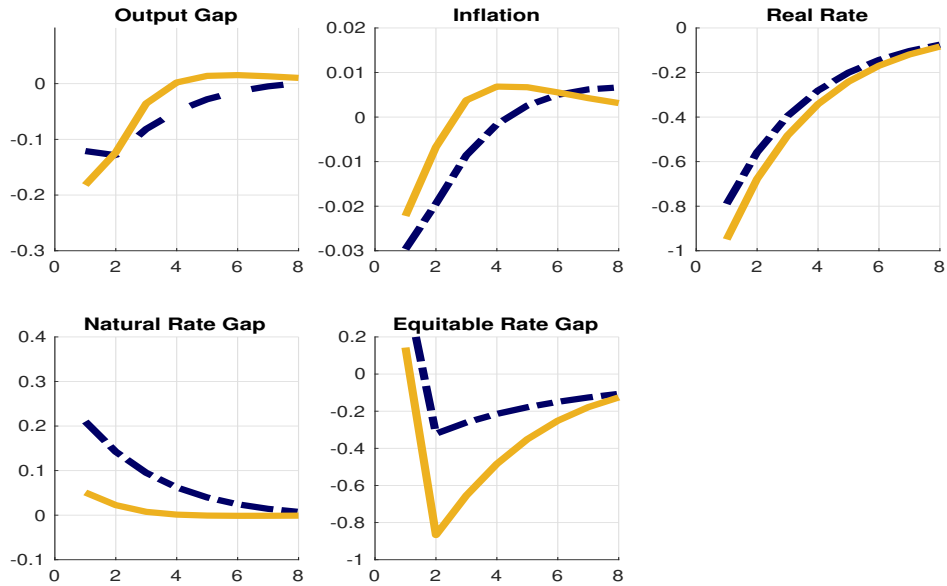 Output Gap
0
-0.1
-0.2
-0.3
0 2 4 6 8
Inflation
0.02
0.01
0
-0.01
-0.02
-0.03
0 2 4 6 8
Real Rate
0
-0.2
-0.4
-0.6
-0.8
-1
0 2 4 6 8
Natural Rate Gap
0.4
0.3
0.2
0.1
0
-0.1
0 2 4 6 8
Equitable Rate Gap
0.2
0
-0.2
-0.4
-0.6
-0.8
-1
0 2 4 6 8